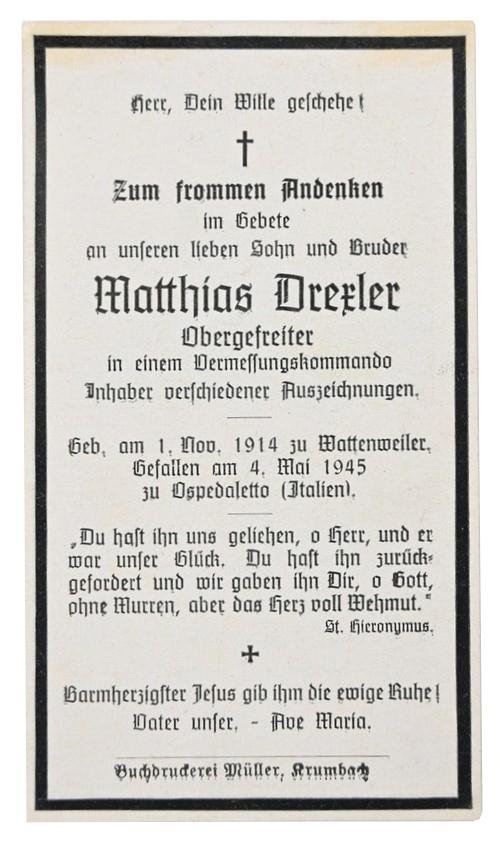 Herr, Dein Wille geschehe!
Zum frommen Andenken
im Gebete
an unseren lieben Sohn und Bruder
Matthias Drexler
Obergefreiter
in einem Vermessungskommando
Inhaber verschiedener Auszeichnungen.
Geb. am 1. Nov. 1914 zu Wattenweiler,
Gefallen am 4. Mai 1945
zu Ospedaletto (Italien).
„Du hast ihn uns geliehen, o Herr, und er
war unser Glück. Du hast ihn zurück-
gefordert und wir gaben ihn Dir, o Gott,
ohne Murren, aber das Herz voll Wehmut.“
St. Hieronymus.
Barmherzigster Jesus gib ihm die ewige Ruhe!
Vater unser. - Ave Maria.
Buchdruckerei Müller, Krumbach